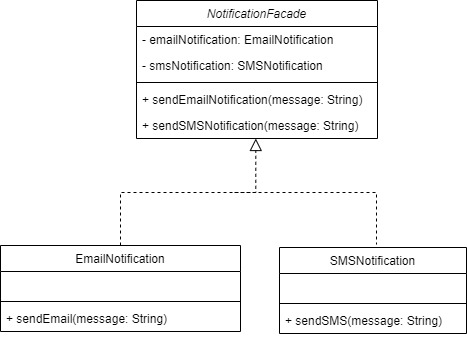 NotificationFacade
- emailNotification: EmailNotification
- smsNotification: SMSNotification
+ sendEmailNotification(message: String)
+ sendSMSNotification(message: String)
EmailNotification
+ sendEmail(message: String)
SMSNotification
+ sendSMS(message: String)